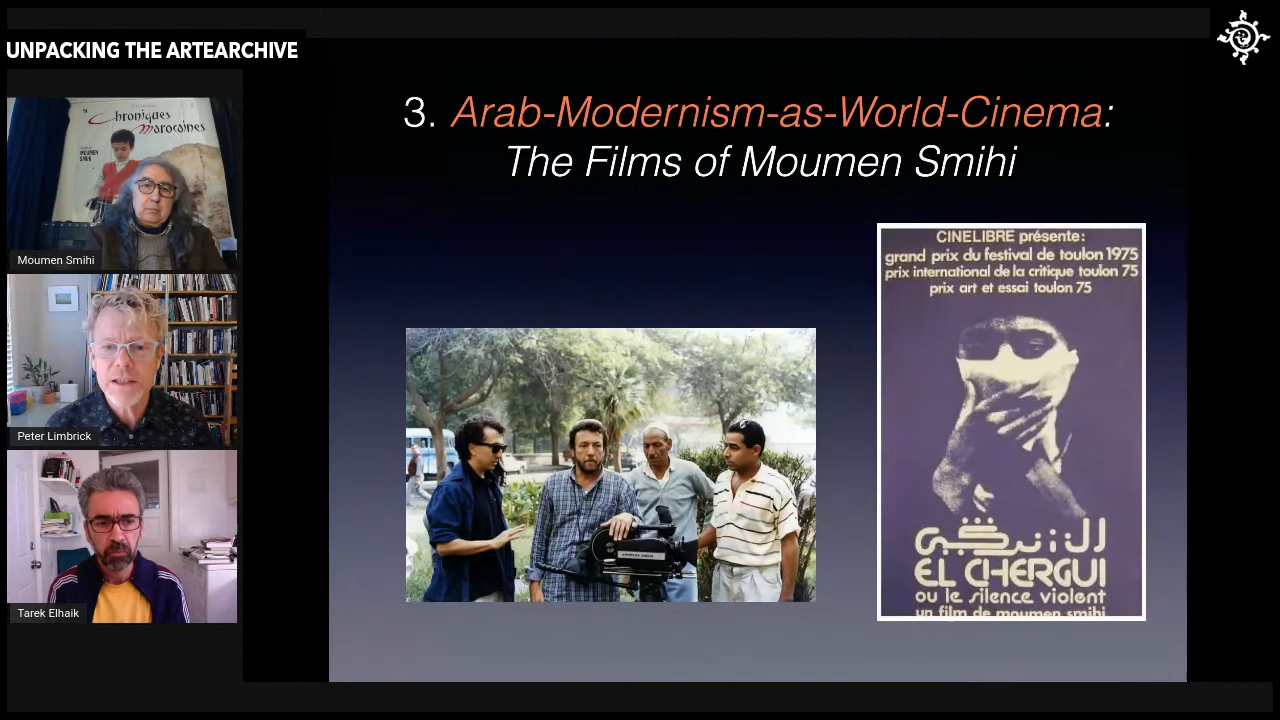 UNPACKING THE ARTEARCHIVE
Chroniques
Marocaines
MOUMEN
SMIHI
Moumen Smihi
Peter Limbrick
Tarek Elhaik
3. Arab-Modernism-as-World-Cinema:
The Films of Moumen Smihi
CINELIBRE présente:
grand prix du festival de toulon 1975
prix international de la critique toulon 75
prix art et essai toulon 75
الشرقي
EL CHERGUI
ou le silence violent
un film de moumen smihi